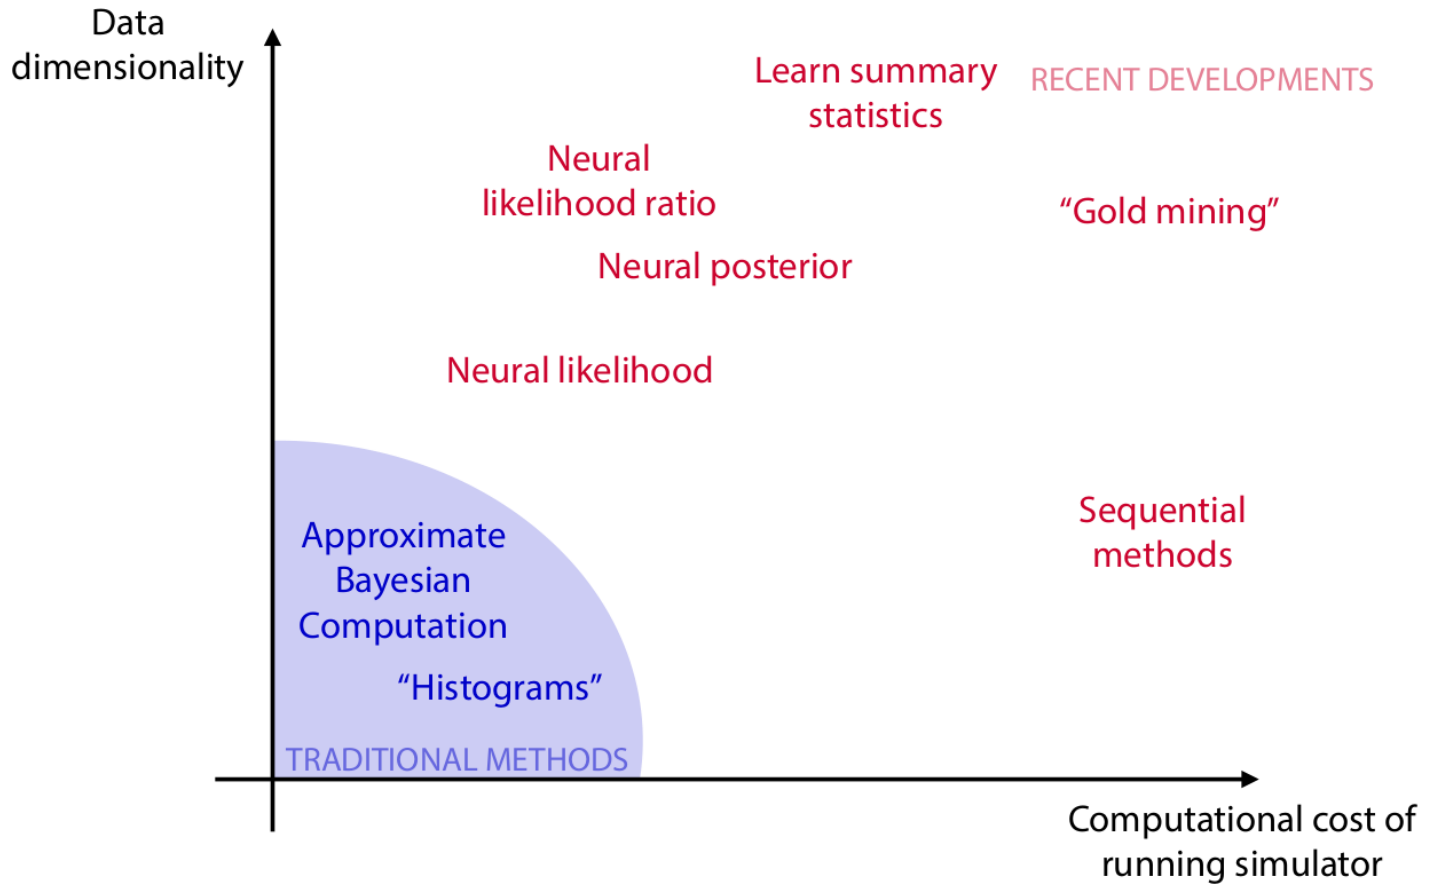 Data
dimensionality
Learn summary
statistics
RECENT DEVELOPMENTS
Neural
likelihood ratio
“Gold mining”
Neural posterior
Neural likelihood
Sequential
methods
Approximate
Bayesian
Computation
“Histograms”
TRADITIONAL METHODS
Computational cost of
running simulator